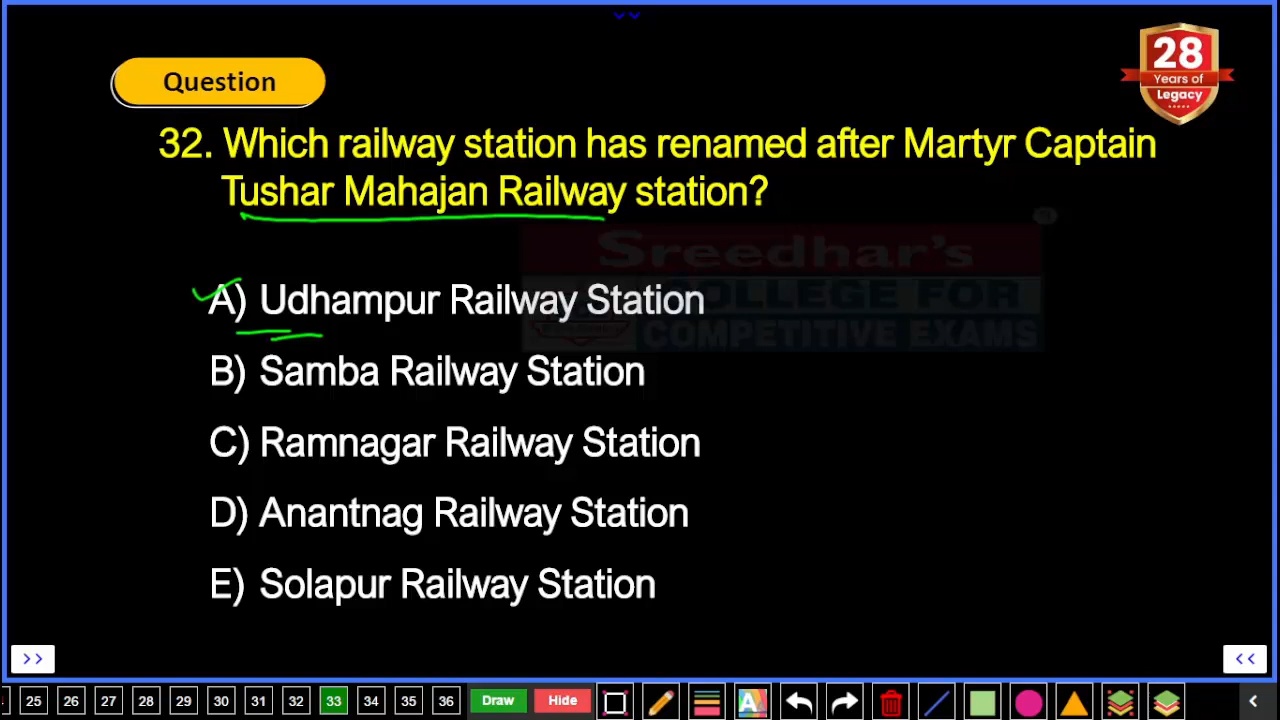 28
Years of
Legacy
Question
32. Which railway station has renamed after Martyr Captain
Tushar Mahajan Railway station?
Sreedhar's
COLLEGE FOR
COMPETITIVE EXAMS
A) Udhampur Railway Station
B) Samba Railway Station
C) Ramnagar Railway Station
D) Anantnag Railway Station
E) Solapur Railway Station
>> <<
25 26 27 28 29 30 31 32 33 34 35 36 Draw Hide A <